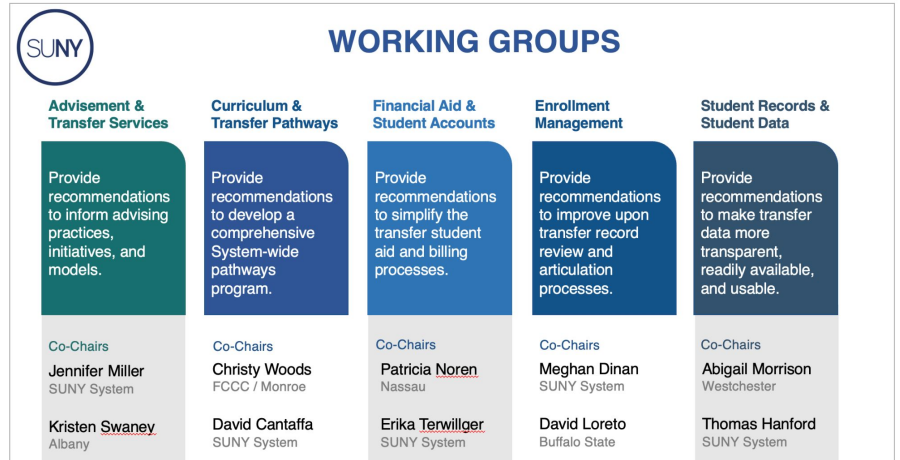 SUNY
WORKING GROUPS
Advisement &
Transfer Services
Provide
recommendations
to inform advising
practices,
initiatives, and
models.
Co-Chairs
Jennifer Miller
SUNY System
Kristen Swaney
Albany
Curriculum &
Transfer Pathways
Provide
recommendations
to develop a
comprehensive
System-wide
pathways
program.
Co-Chairs
Christy Woods
FCCC / Monroe
David Cantaffa
SUNY System
Financial Aid &
Student Accounts
Provide
recommendations
to simplify the
transfer student
aid and billing
processes.
Co-Chairs
Patricia Noren
Nassau
Erika Terwillger
SUNY System
Enrollment
Management
Provide
recommendations
to improve upon
transfer record
review and
articulation
processes.
Co-Chairs
Meghan Dinan
SUNY System
David Loreto
Buffalo State
Student Records &
Student Data
Provide
recommendations
to make transfer
data more
transparent,
readily available,
and usable.
Co-Chairs
Abigail Morrison
Westchester
Thomas Hanford
SUNY System